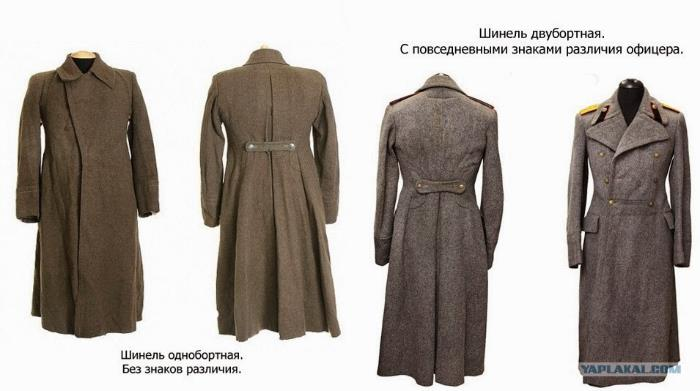 Шинель двубортная.
С повседневными знаками различия офицера.
Шинель однобортная.
Без знаков различия.
YAPLAKAL.COM